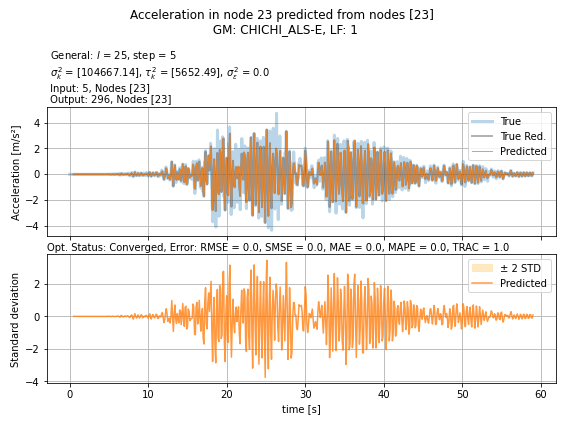 Acceleration in node 23 predicted from nodes [23]
GM: CHICHI_ALS-E, LF: 1
General: l = 25, step = 5
σ²ₖ = [104667.14], τ²ₖ = [5652.49], σ²ₑ = 0.0
Input: 5, Nodes [23]
Output: 296, Nodes [23]
True
True Red.
Predicted
Acceleration [m/s²]
4
2
0
−2
−4
Opt. Status: Converged, Error: RMSE = 0.0, SMSE = 0.0, MAE = 0.0, MAPE = 0.0, TRAC = 1.0
± 2 STD
Predicted
Standard deviation
2
0
−2
−4
0 10 20 30 40 50 60
time [s]